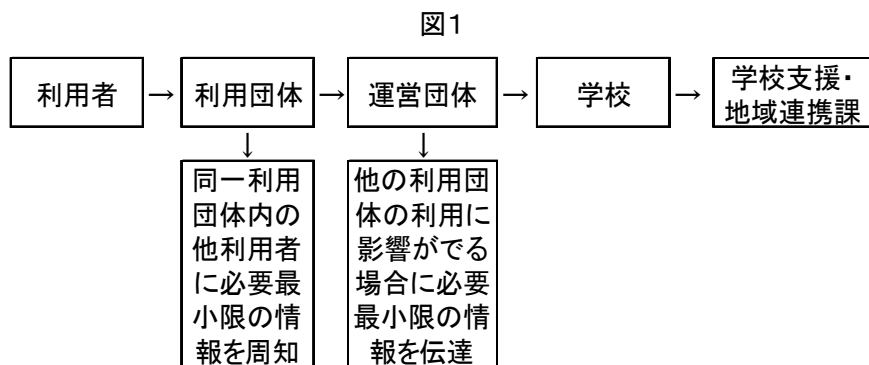 図1
利用者
→
利用団体
→
運営団体
→
学校
→
学校支援・
地域連携課
↓
同一利用
団体内の
他利用者
に必要最
小限の情
報を周知
↓
他の利用団
体の利用に
影響がでる
場合に必要
最小限の情
報を伝達